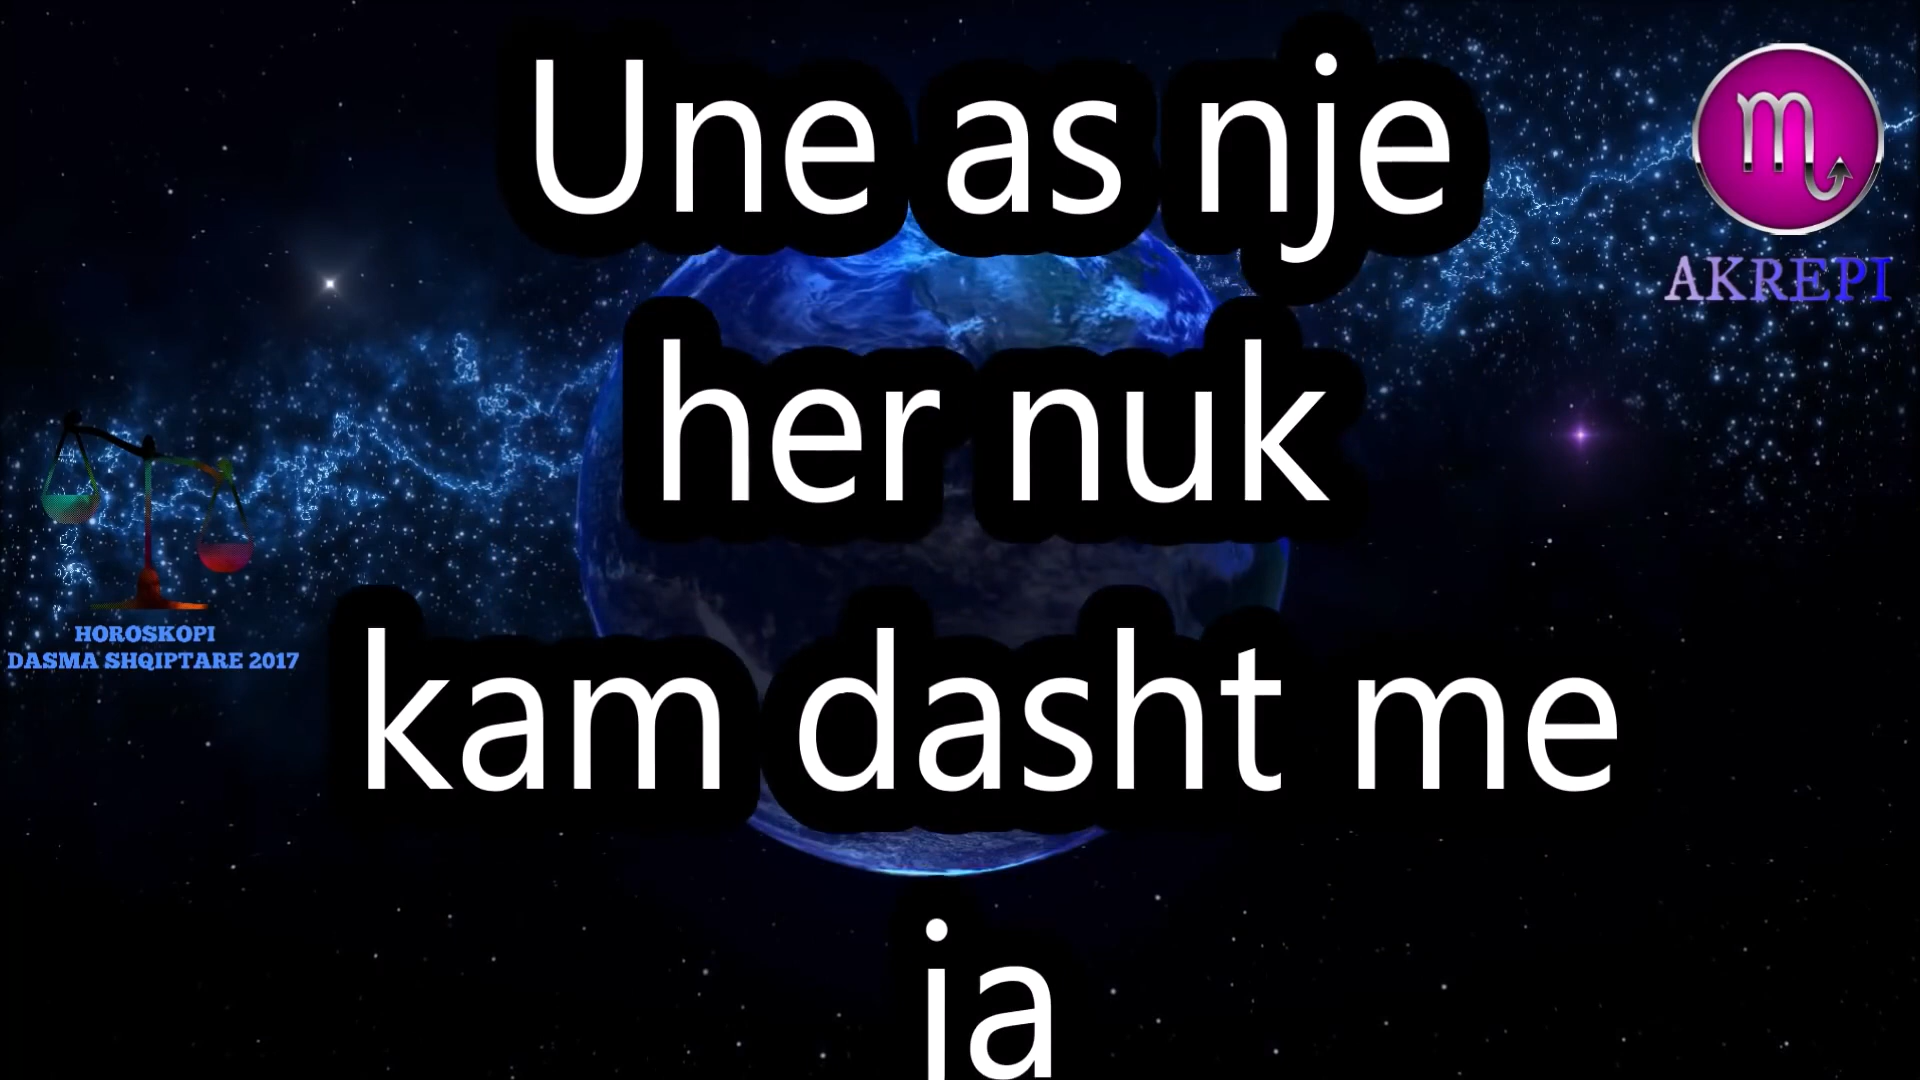 Une as nje
her nuk
kam dasht me
ja
AKREPI
HOROSKOPI
DASMA SHQIPTARE 2017